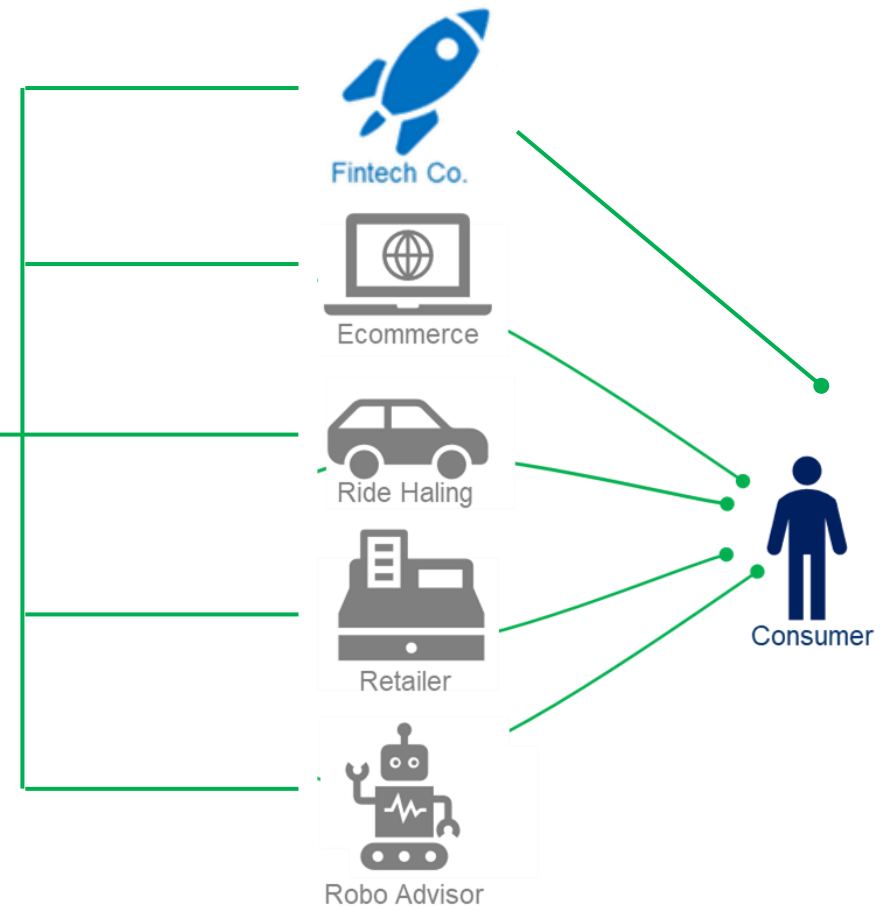 Fintech Co.
Ecommerce
Ride Haling
Retailer
Robo Advisor
Consumer